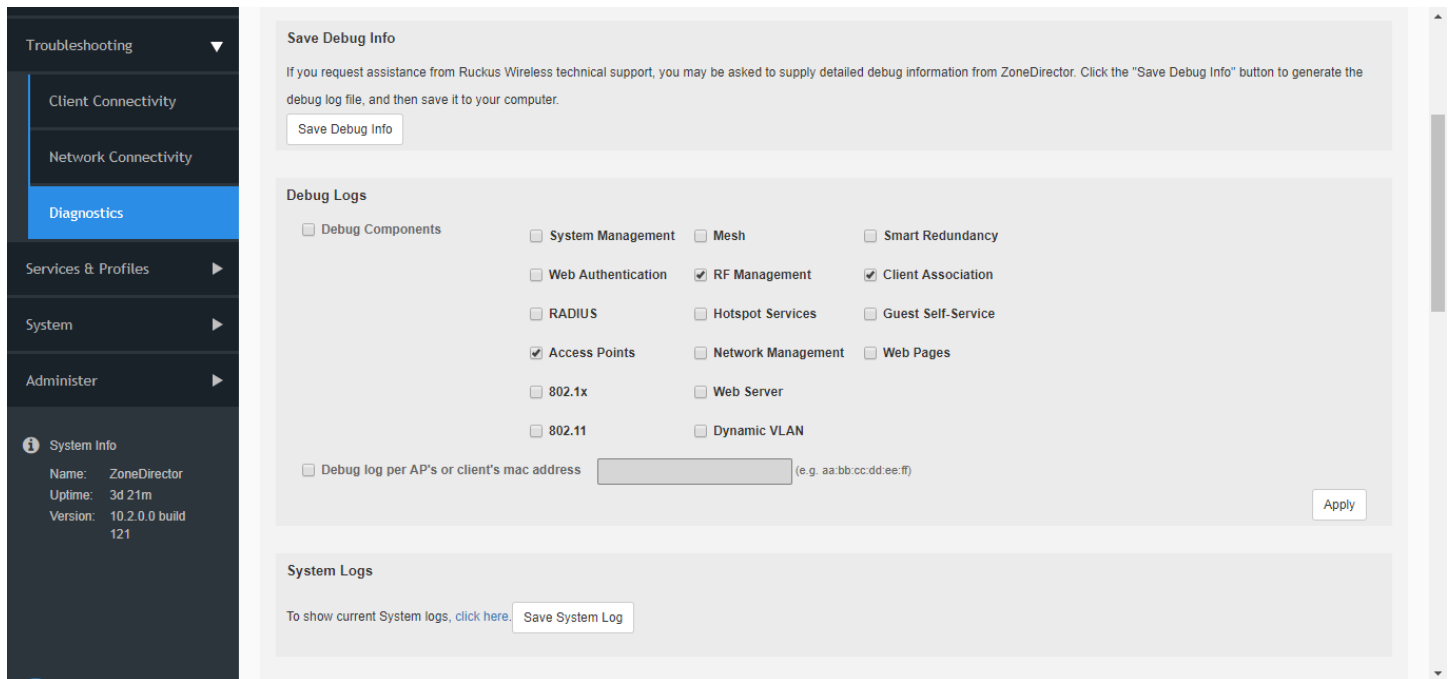 Troubleshooting
Client Connectivity
Network Connectivity
Diagnostics
Services & Profiles
System
Administer
System Info
Name: ZoneDirector
Uptime: 3d 21m
Version: 10.2.0.0 build
121
Save Debug Info
If you request assistance from Ruckus Wireless technical support, you may be asked to supply detailed debug information from ZoneDirector. Click the "Save Debug Info" button to generate the
debug log file, and then save it to your computer.
Save Debug Info
Debug Logs
Debug Components
System Management Mesh Smart Redundancy
Web Authentication RF Management Client Association
RADIUS Hotspot Services Guest Self-Service
Access Points Network Management Web Pages
802.1x Web Server
802.11 Dynamic VLAN
Debug log per AP's or client's mac address (e.g. aa:bb:cc:dd:ee:ff)
Apply
System Logs
To show current System logs, click here. Save System Log